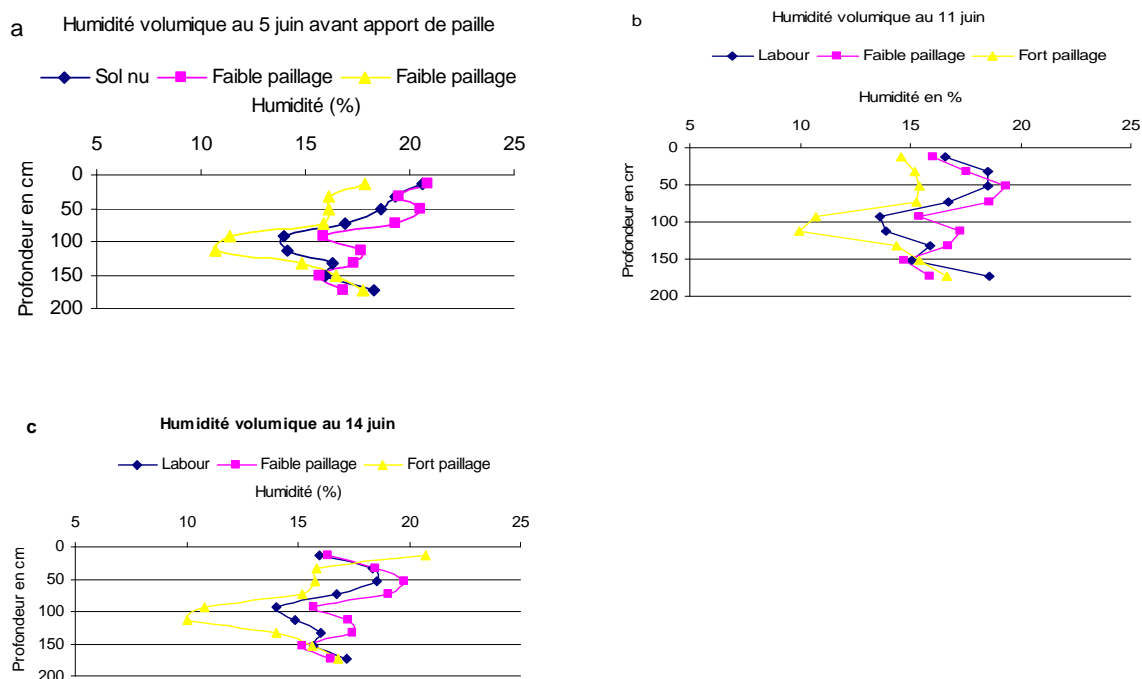 a Humidité volumique au 5 juin avant apport de paille
Sol nu Faible paillage Faible paillage
Humidité (%)
5 10 15 20 25
0
50
100
150
200
Profondeur en cm
b Humidité volumique au 11 juin
Labour Faible paillage Fort paillage
Humidité en %
5 10 15 20 25
0
50
100
150
200
Profondeur en cm
c Humidité volumique au 14 juin
Labour Faible paillage Fort paillage
Humidité (%)
5 10 15 20 25
0
50
100
150
200
Profondeur en cm